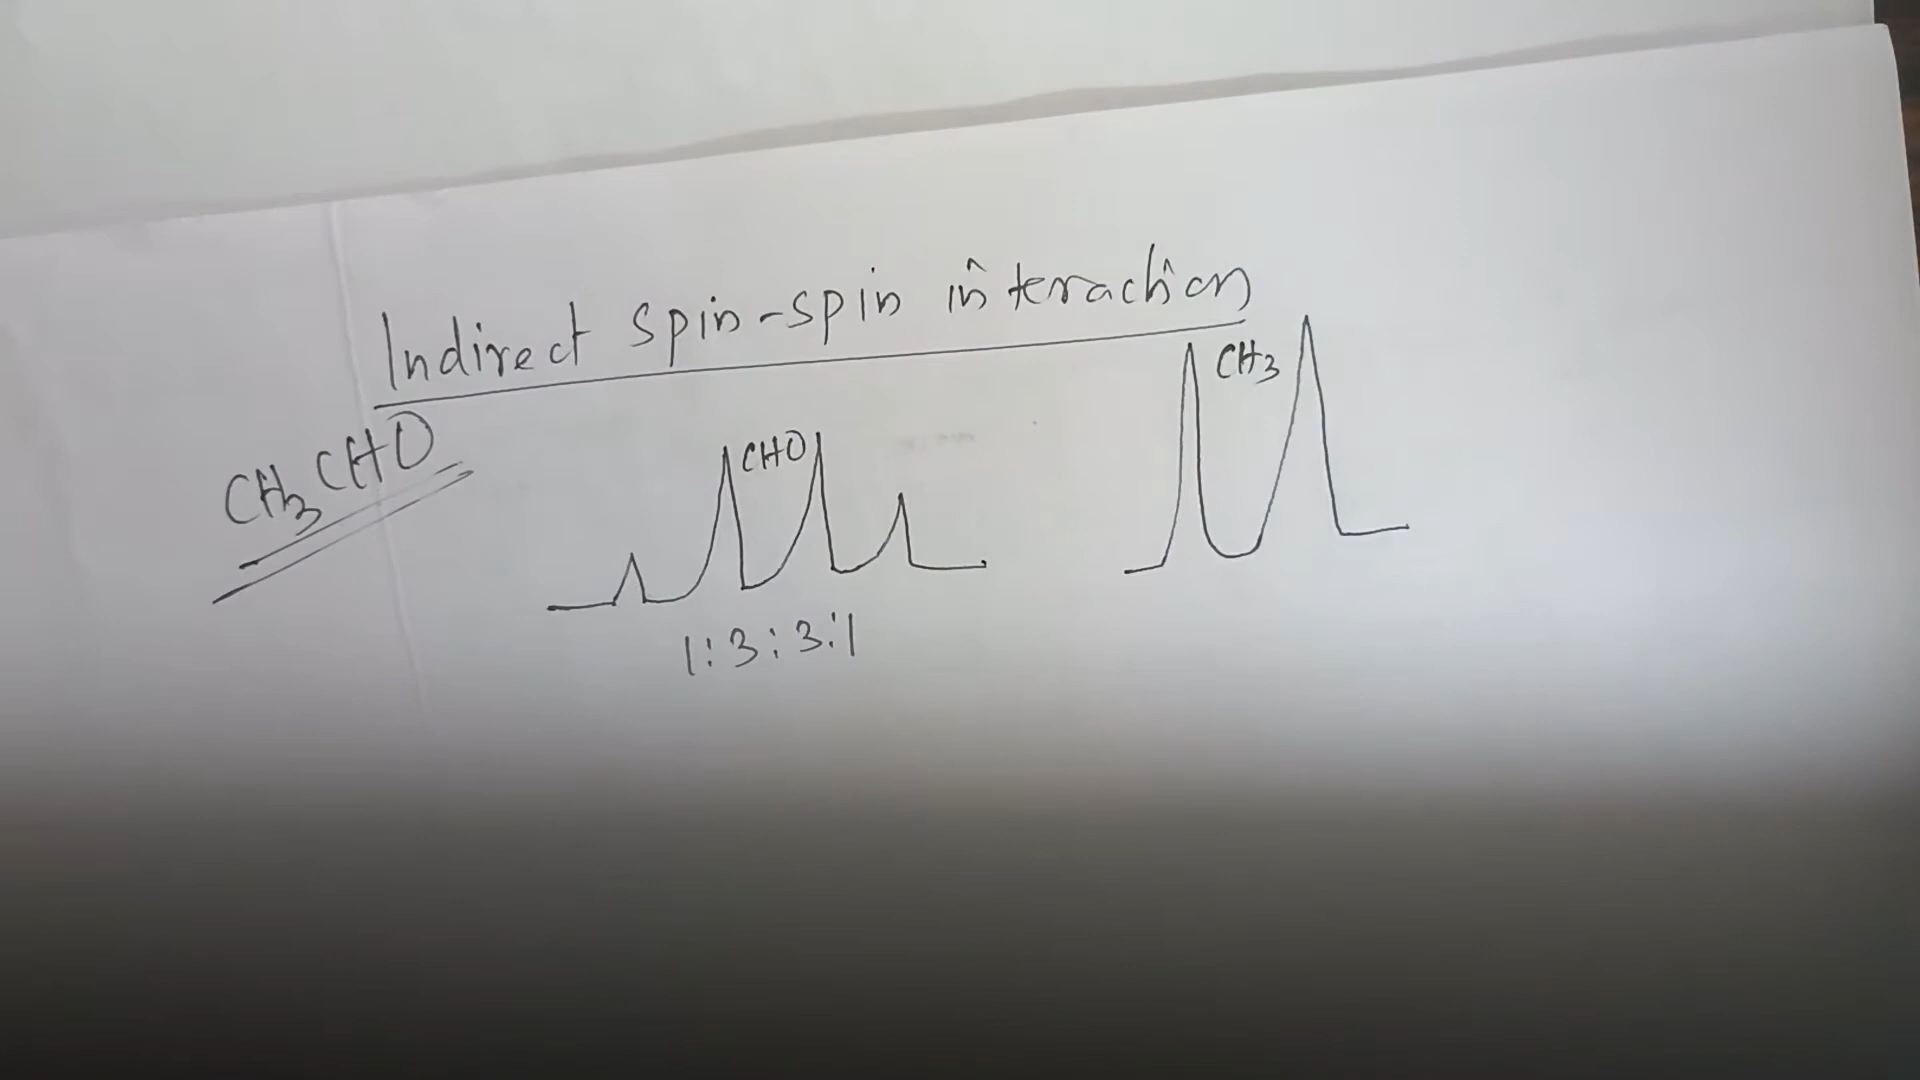 Indirect spin-spin interaction
CH3CHO
CHO
CH3
1:3:3:1